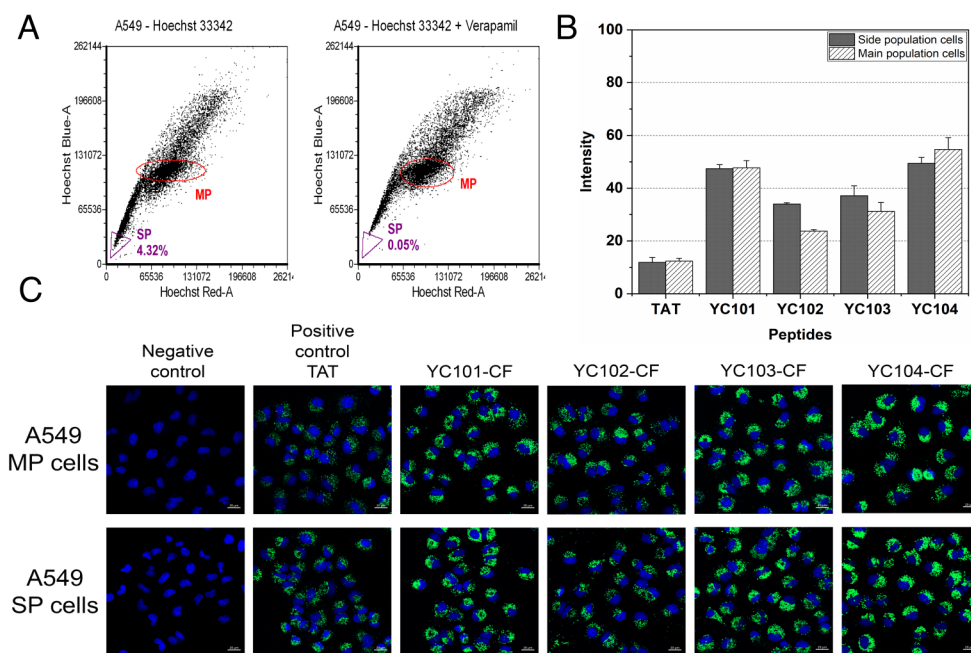 A
A549 - Hoechst 33342
262144
196608
131072
65536
0
Hoechst Blue-A
MP
SP
4.32%
0
65536
131072
196608
26214
Hoechst Red-A
A549 - Hoechst 33342 + Verapamil
262144
196608
131072
65536
0
Hoechst Blue-A
MP
SP
0.05%
0
65536
131072
196608
26214
Hoechst Red-A
B
Side population cells
Main population cells
100
80
60
40
20
0
Intensity
TAT YC101 YC102 YC103 YC104
Peptides
C
Negative
control
Positive
control
TAT
YC101-CF
YC102-CF
YC103-CF
YC104-CF
A549
MP cells
A549
SP cells